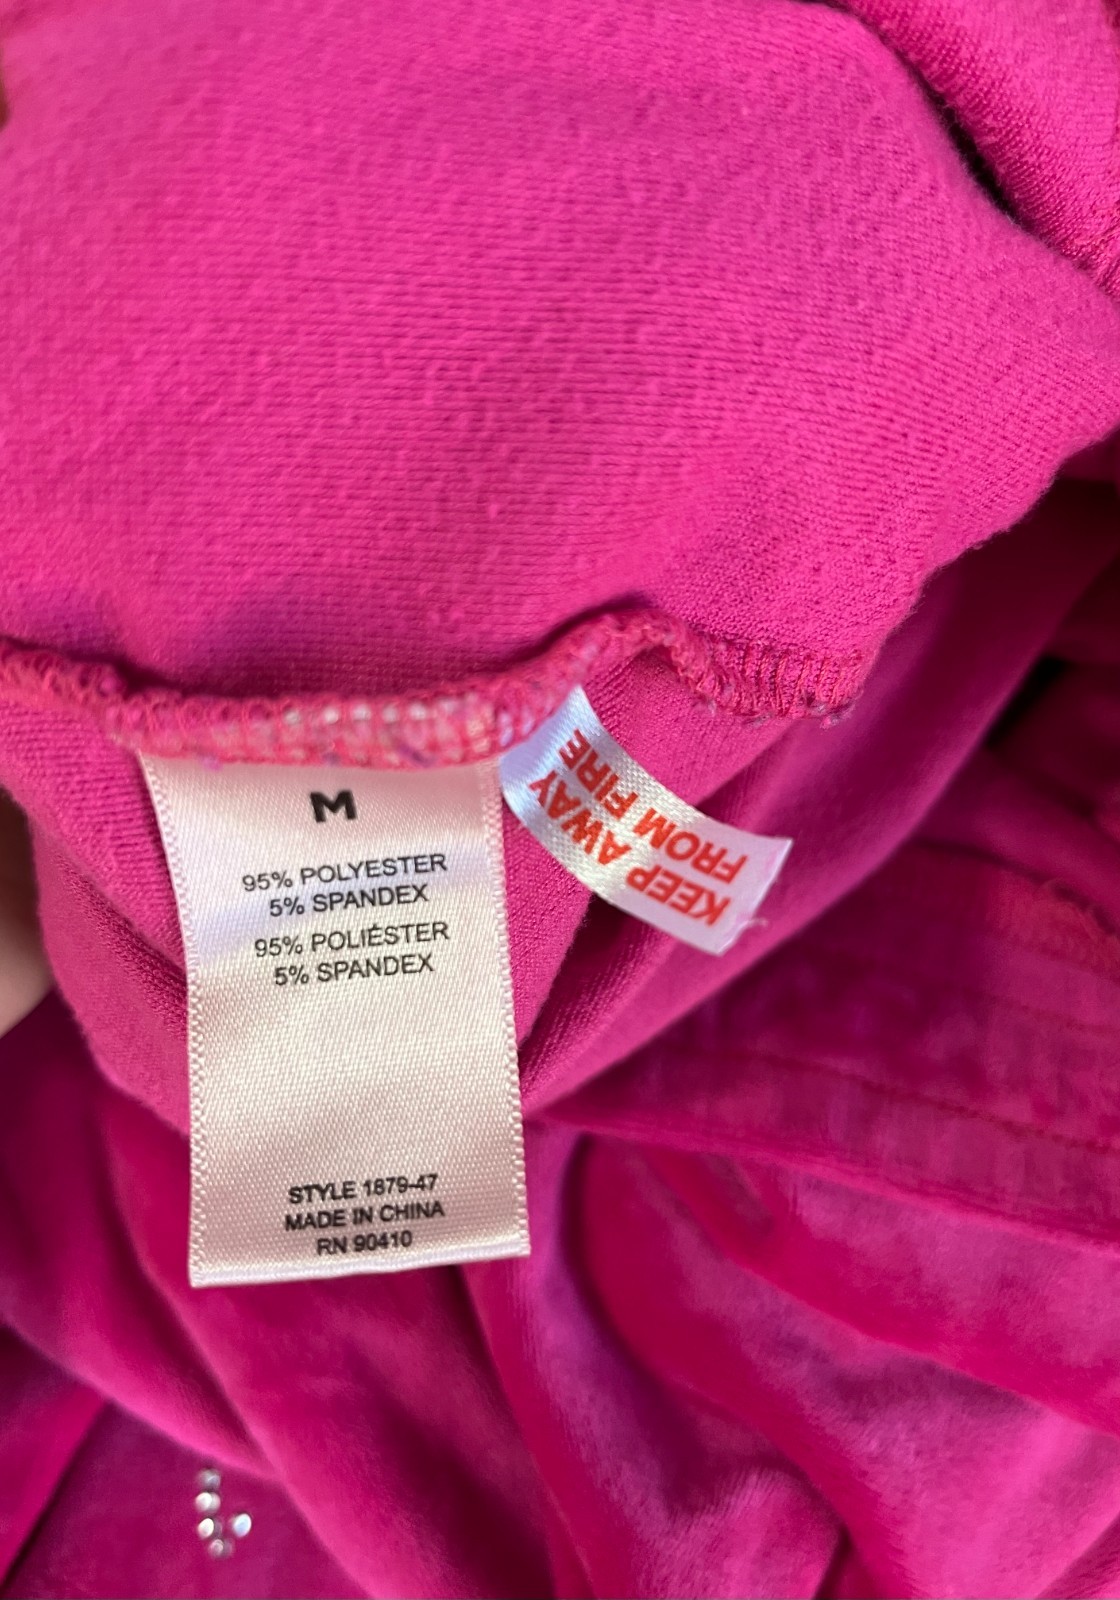 M
95% POLYESTER
5% SPANDEX
95% POLIÉSTER
5% SPANDEX
STYLE 1879-47
MADE IN CHINA
RN 90410
KEEP AWAY
FROM FIRE